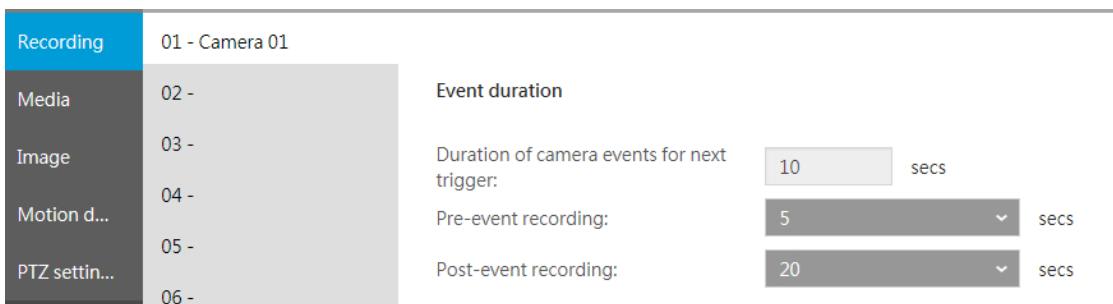 Recording
Media
Image
Motion d...
PTZ settin...
01 - Camera 01
02 -
03 -
04 -
05 -
06 -
Event duration
Duration of camera events for next
trigger:
10 secs
Pre-event recording:
5 secs
Post-event recording:
20 secs